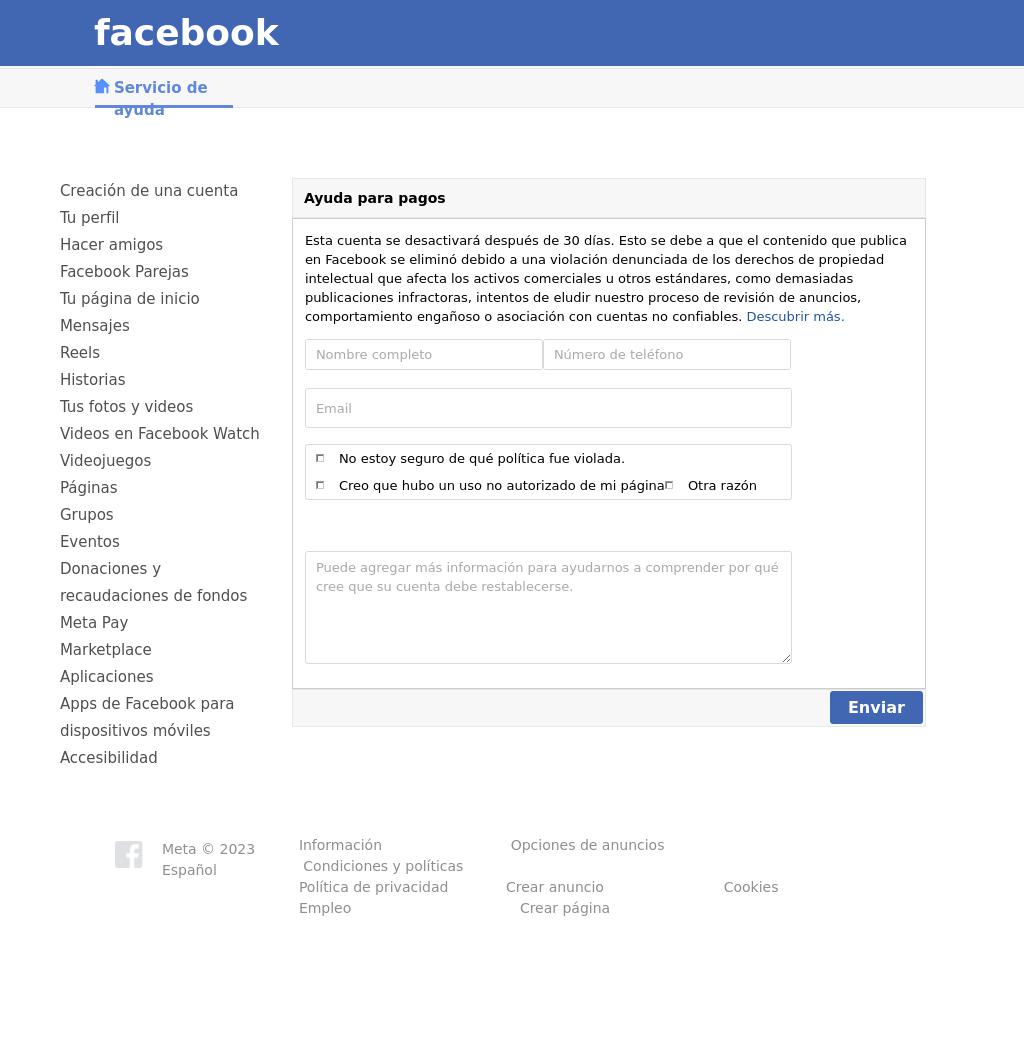 facebook
Servicio de
ayuda
Creación de una cuenta
Tu perfil
Hacer amigos
Facebook Parejas
Tu página de inicio
Mensajes
Reels
Historias
Tus fotos y videos
Videos en Facebook Watch
Videojuegos
Páginas
Grupos
Eventos
Donaciones y
recaudaciones de fondos
Meta Pay
Marketplace
Aplicaciones
Apps de Facebook para
dispositivos móviles
Accesibilidad
Ayuda para pagos
Esta cuenta se desactivará después de 30 días. Esto se debe a que el contenido que publica
en Facebook se eliminó debido a una violación denunciada de los derechos de propiedad
intelectual que afecta los activos comerciales u otros estándares, como demasiadas
publicaciones infractoras, intentos de eludir nuestro proceso de revisión de anuncios,
comportamiento engañoso o asociación con cuentas no confiables. Descubrir más.
Nombre completo Número de teléfono
Email
No estoy seguro de qué política fue violada.
Creo que hubo un uso no autorizado de mi página Otra razón
Puede agregar más información para ayudarnos a comprender por qué
cree que su cuenta debe restablecerse.
Enviar
Meta © 2023
Español
Información Opciones de anuncios
Condiciones y políticas
Política de privacidad Crear anuncio Cookies
Empleo Crear página